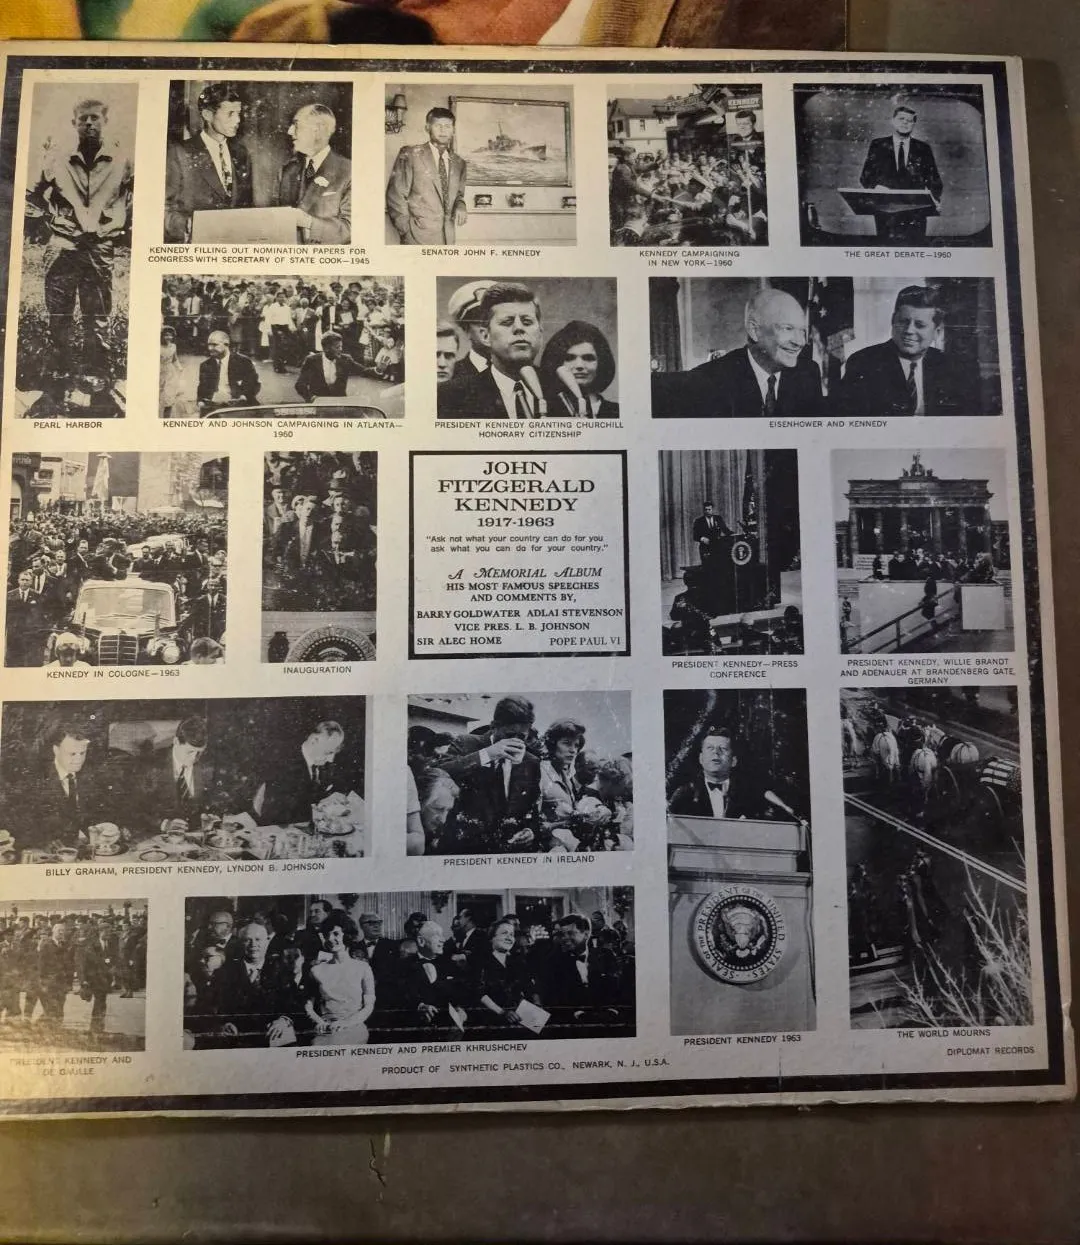 KENNEDY
KENNEDY FILLING OUT NOMINATION PAPERS FOR
CONGRESS WITH SECRETARY OF STATE COOK—1945
SENATOR JOHN F. KENNEDY
KENNEDY CAMPAIGNING
IN NEW YORK—1960
THE GREAT DEBATE—1960
PEARL HARBOR
KENNEDY AND JOHNSON CAMPAIGNING IN ATLANTA—
1960
PRESIDENT KENNEDY GRANTING CHURCHILL
HONORARY CITIZENSHIP
EISENHOWER AND KENNEDY
KENNEDY IN COLOGNE—1963
INAUGURATION
JOHN
FITZGERALD
KENNEDY
1917-1963
"Ask not what your country can do for you
ask what you can do for your country."
A MEMORIAL ALBUM
HIS MOST FAMOUS SPEECHES
AND COMMENTS BY,
BARRY GOLDWATER ADLAI STEVENSON
VICE PRES. L. B. JOHNSON
SIR ALEC HOME POPE PAUL VI
PRESIDENT KENNEDY—PRESS
CONFERENCE
PRESIDENT KENNEDY, WILLIE BRANDT
AND ADENAUER AT BRANDENBERG GATE,
GERMANY
BILLY GRAHAM, PRESIDENT KENNEDY, LYNDON B. JOHNSON
PRESIDENT KENNEDY IN IRELAND
SEAL OF THE PRESIDENT OF THE UNITED STATES
PRESIDENT KENNEDY 1963
THE WORLD MOURNS
PRESIDENT KENNEDY AND
DE GAULLE
PRESIDENT KENNEDY AND PREMIER KHRUSHCHEV
PRODUCT OF SYNTHETIC PLASTICS CO., NEWARK, N. J., U.S.A.
DIPLOMAT RECORDS